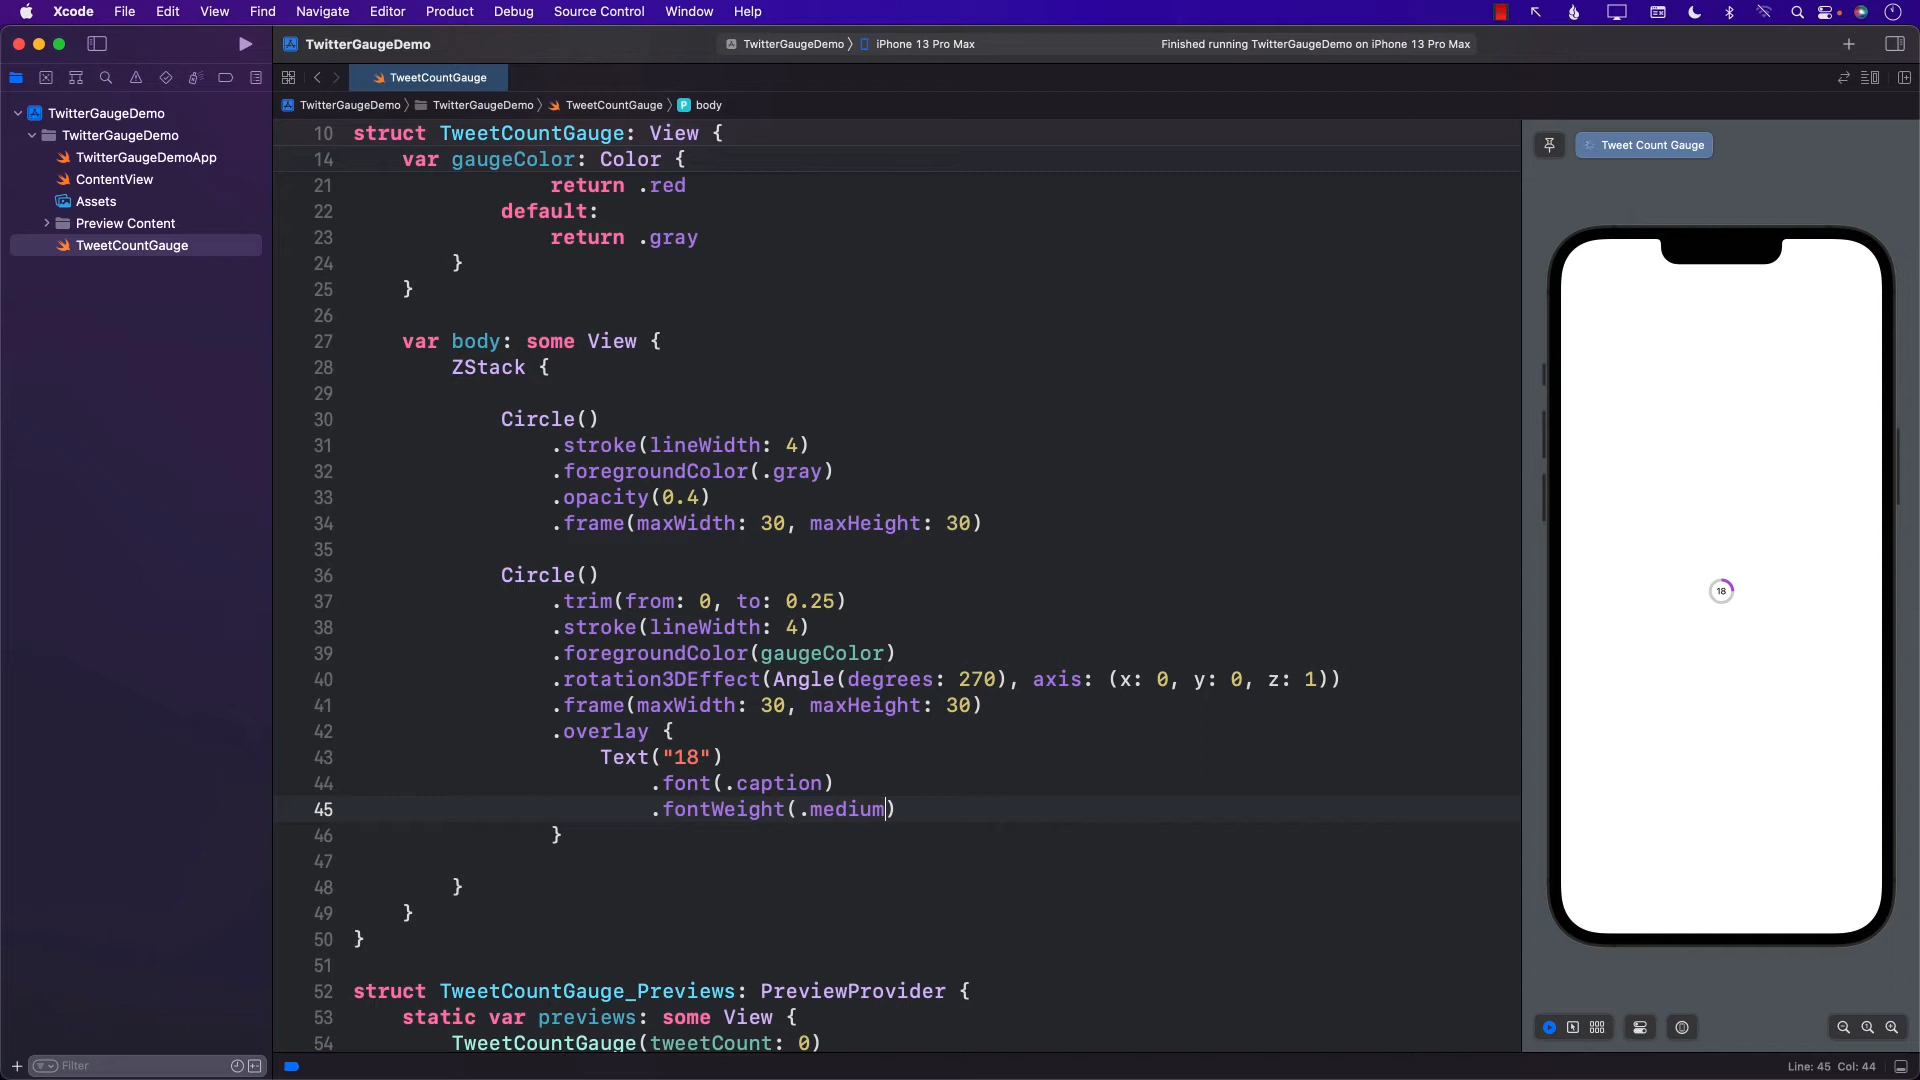 Xcode File Edit View Find Navigate Editor Product Debug Source Control Window Help
TwitterGaugeDemo
TwitterGaugeDemo
iPhone 13 Pro Max
Finished running TwitterGaugeDemo on iPhone 13 Pro Max
TweetCountGauge
TwitterGaugeDemo
TwitterGaugeDemo
TweetCountGauge
P body
TwitterGaugeDemo
TwitterGaugeDemo
TwitterGaugeDemoApp
ContentView
Assets
Preview Content
TweetCountGauge
10 struct TweetCountGauge: View {
14 var gaugeColor: Color {
21 return .red
22 default:
23 return .gray
24 }
25 }
26
27 var body: some View {
28 ZStack {
29
30 Circle()
31 .stroke(lineWidth: 4)
32 .foregroundColor(.gray)
33 .opacity(0.4)
34 .frame(maxWidth: 30, maxHeight: 30)
35
36 Circle()
37 .trim(from: 0, to: 0.25)
38 .stroke(lineWidth: 4)
39 .foregroundColor(gaugeColor)
40 .rotation3DEffect(Angle(degrees: 270), axis: (x: 0, y: 0, z: 1))
41 .frame(maxWidth: 30, maxHeight: 30)
42 .overlay {
43 Text("18")
44 .font(.caption)
45 .fontWeight(.medium)
46 }
47
48 }
49 }
50 }
51
52 struct TweetCountGauge_Previews: PreviewProvider {
53 static var previews: some View {
54 TweetCountGauge(tweetCount: 0)
Tweet Count Gauge
18
Filter
Line: 45 Col: 44